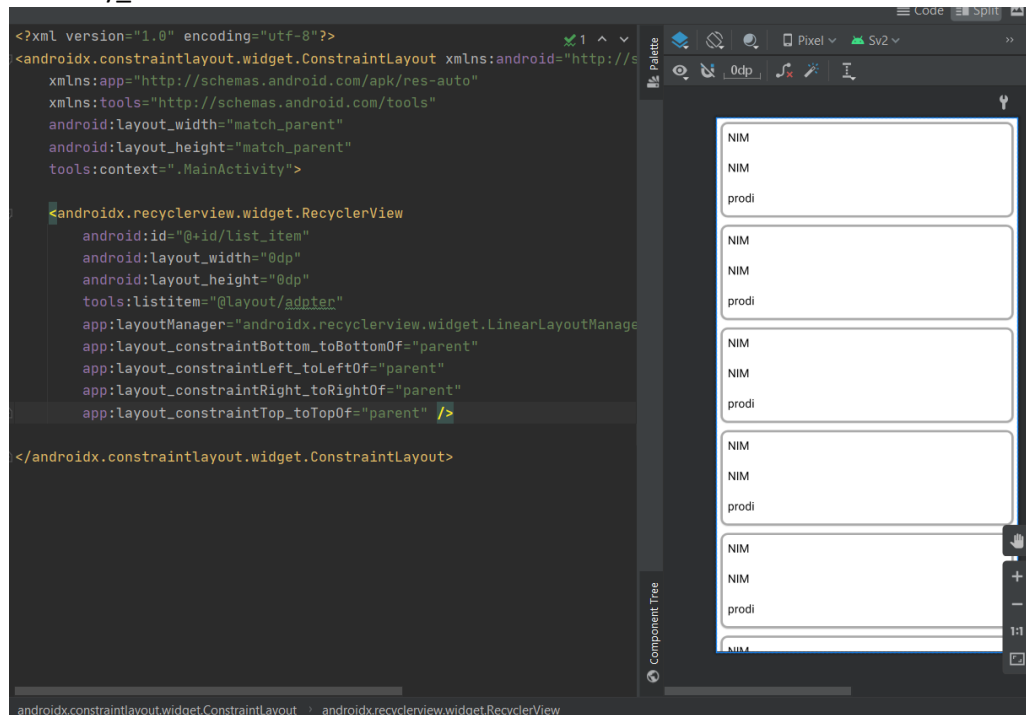 Code Split
<?xml version="1.0" encoding="utf-8"?>
1
<androidx.constraintlayout.widget.ConstraintLayout xmlns:android="http://s
xmlns:app="http://schemas.android.com/apk/res-auto"
xmlns:tools="http://schemas.android.com/tools"
android:layout_width="match_parent"
android:layout_height="match_parent"
tools:context=".MainActivity">
<androidx.recyclerview.widget.RecyclerView
android:id="@+id/list_item"
android:layout_width="0dp"
android:layout_height="0dp"
tools:listitem="@layout/adpter"
app:layoutManager="androidx.recyclerview.widget.LinearLayoutManage
app:layout_constraintBottom_toBottomOf="parent"
app:layout_constraintLeft_toLeftOf="parent"
app:layout_constraintRight_toRightOf="parent"
app:layout_constraintTop_toTopOf="parent" />
</androidx.constraintlayout.widget.ConstraintLayout>
Palette
Component Tree
Pixel Sv2 >>
0dp
NIM
NIM
prodi
NIM
NIM
prodi
NIM
NIM
prodi
NIM
NIM
prodi
NIM
NIM
prodi
NIM
1:1
androidx.constraintlayout.widget.ConstraintLayout > androidx.recyclerview.widget.RecyclerView